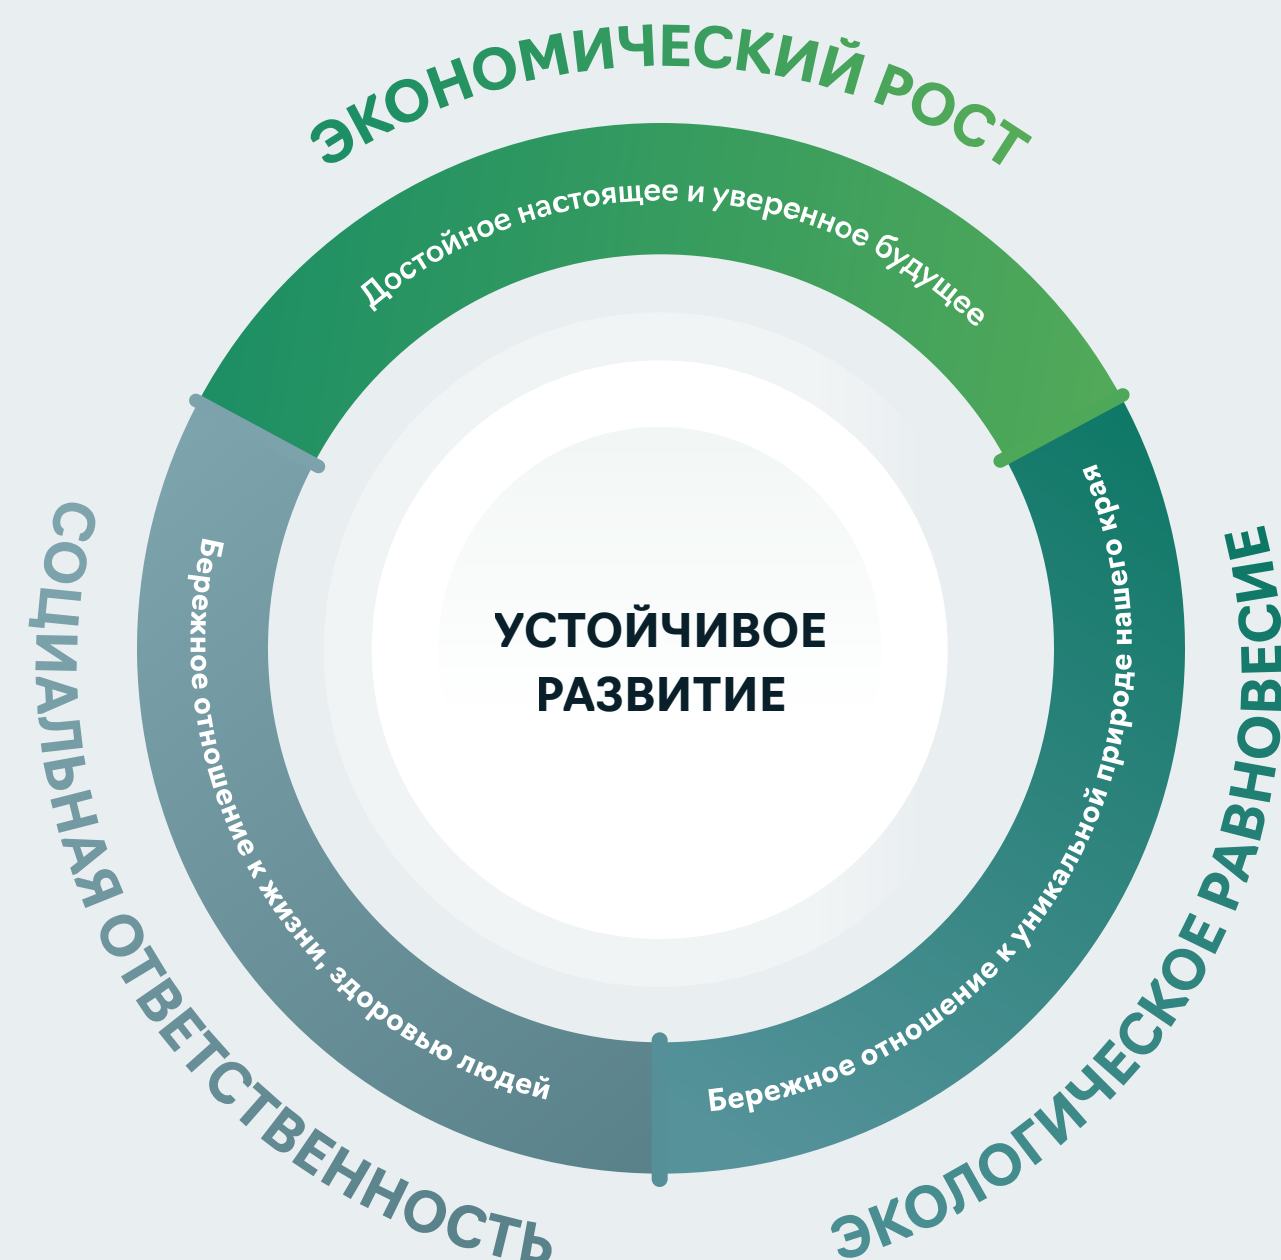 ЭКОНОМИЧЕСКИЙ РОСТ
Достойное настоящее и уверенное будущее
СОЦИАЛЬНАЯ ОТВЕТСТВЕННОСТЬ
Бережное отношение к жизни, здоровью людей
УСТОЙЧИВОЕ
РАЗВИТИЕ
Бережное отношение к уникальной природе нашего края
ЭКОЛОГИЧЕСКОЕ РАВНОВЕСИЕ